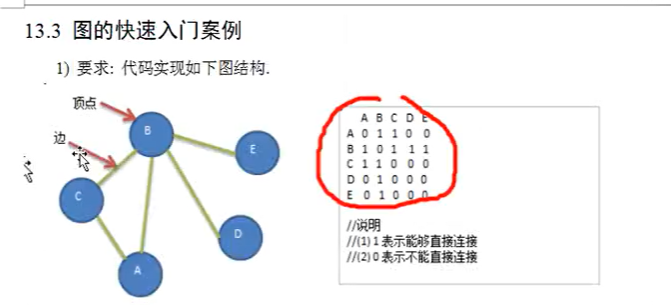 13.3 图的快速入门案例
1) 要求: 代码实现如下图结构.
顶点
边
B
E
C
D
A
A B C D E
A 0 1 1 0 0
B 1 0 1 1 1
C 1 1 0 0 0
D 0 1 0 0 0
E 0 1 0 0 0
//说明
//(1) 1 表示能够直接连接
//(2) 0 表示不能直接连接